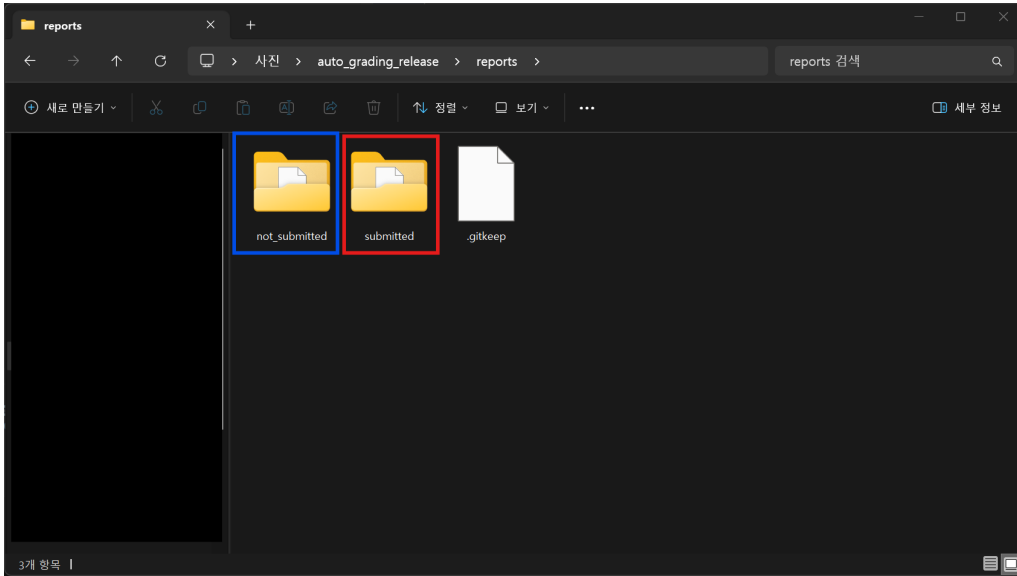 reports
사진 > auto_grading_release > reports >
reports 검색
새로 만들기
정렬
보기
세부 정보
not_submitted
submitted
.gitkeep
3개 항목